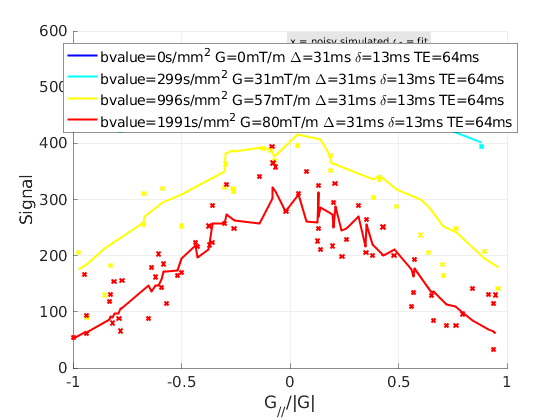 600
x = noisy simulated
fit
500
bvalue=0s/mm² G=0mT/m Δ=31ms δ=13ms TE=64ms
bvalue=299s/mm² G=31mT/m Δ=31ms δ=13ms TE=64ms
bvalue=996s/mm² G=57mT/m Δ=31ms δ=13ms TE=64ms
bvalue=1991s/mm² G=80mT/m Δ=31ms δ=13ms TE=64ms
400
300
200
100
0
Signal
-1 -0.5 0 0.5 1
G//​/|G|